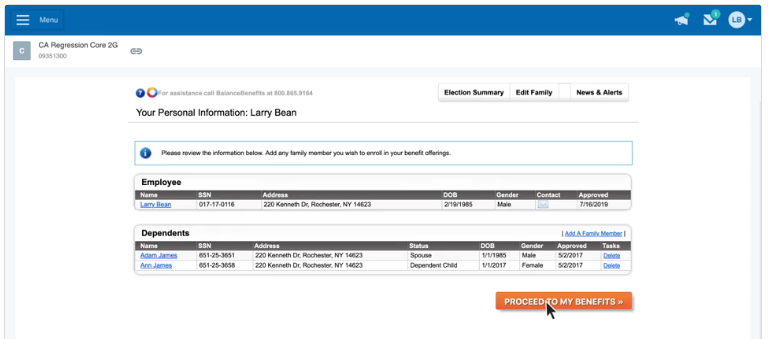 Menu
1
LB
C
CA Regression Core 2G
09351300
? For assistance call BalanceBenefits at 800.865.9164
Election Summary Edit Family News & Alerts
Your Personal Information: Larry Bean
i Please review the information below. Add any family member you wish to enroll in your benefit offerings.
Employee
Name SSN Address DOB Gender Contact Approved
Larry Bean 017-17-0116 220 Kenneth Dr, Rochester, NY 14623 2/19/1985 Male 7/16/2019
Dependents | Add A Family Member |
Name SSN Address Status DOB Gender Approved Tasks
Adam James 651-25-3651 220 Kenneth Dr, Rochester, NY 14623 Spouse 1/1/1985 Male 5/2/2017 Delete
Ann James 651-25-3658 220 Kenneth Dr, Rochester, NY 14623 Dependent Child 1/1/2017 Female 5/2/2017 Delete
PROCEED TO MY BENEFITS »